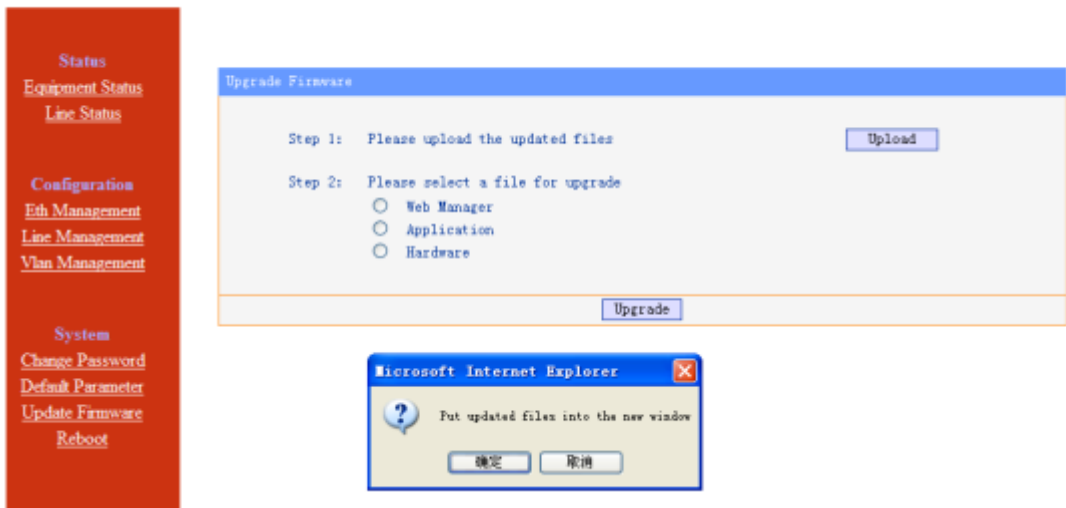 Status
Equipment Status
Line Status
Configuration
Eth Management
Line Management
Vlan Management
System
Change Password
Default Parameter
Update Firmware
Reboot
Upgrade Firmware
Step 1: Please upload the updated files Upload
Step 2: Please select a file for upgrade
Web Manager
Application
Hardware
Upgrade
Microsoft Internet Explorer
Put updated files into the new window
确定 取消